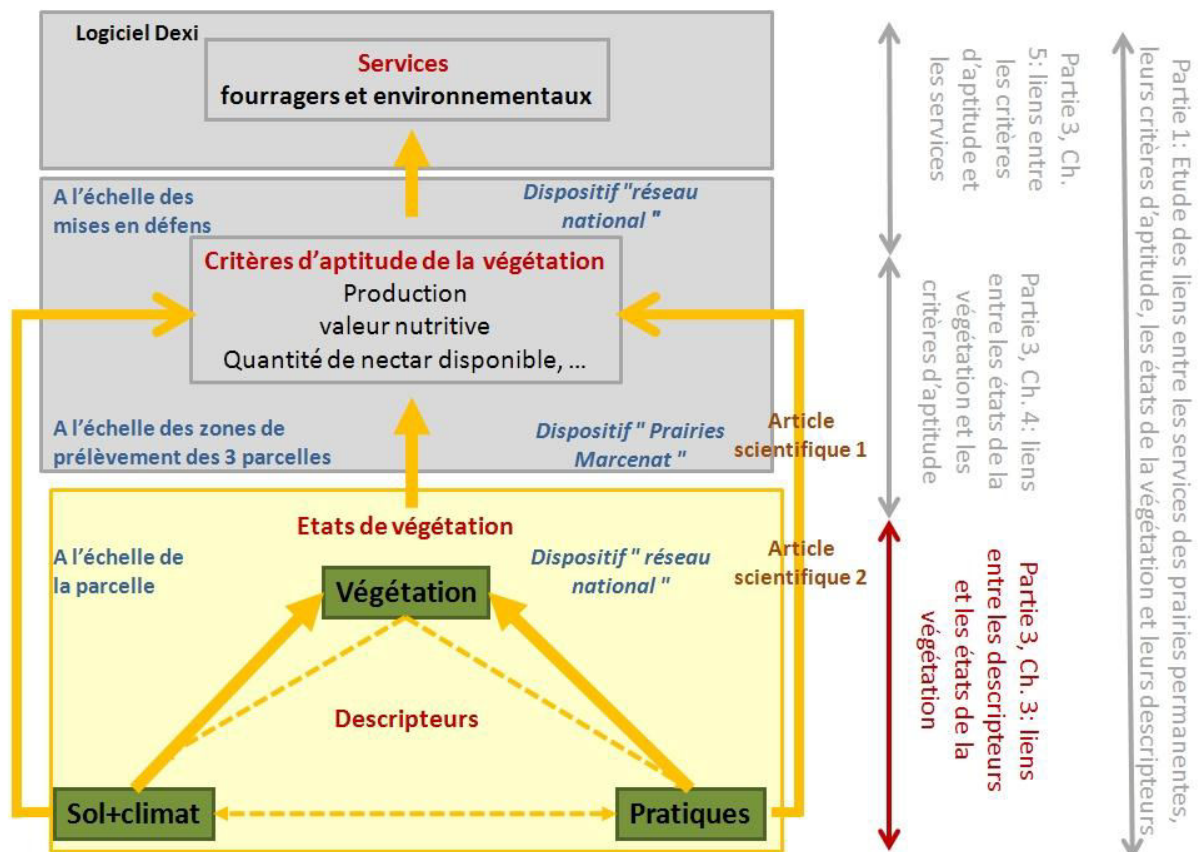 Logiciel Dexi
Services
fourragers et environnementaux
A l'échelle des
mises en défens
Dispositif "réseau
national "
Critères d'aptitude de la végétation
Production
valeur nutritive
Quantité de nectar disponible, ...
A l'échelle des zones de
prélèvement des 3 parcelles
Dispositif " Prairies
Marcenat "
Article
scientifique 1
Etats de végétation
A l'échelle de
la parcelle
Dispositif " réseau
national "
Article
scientifique 2
Végétation
Descripteurs
Sol+climat
Pratiques
Partie 3, Ch.
5: liens entre
les critères
d'aptitude et
les services
Partie 3, Ch. 4: liens
entre les états de la
végétation et les
critères d'aptitude
Partie 3, Ch. 3: liens
entre les descripteurs
et les états de la
végétation
Partie 1: Etude des liens entre les services des prairies permanentes,
leurs critères d'aptitude, les états de la végétation et leurs descripteurs